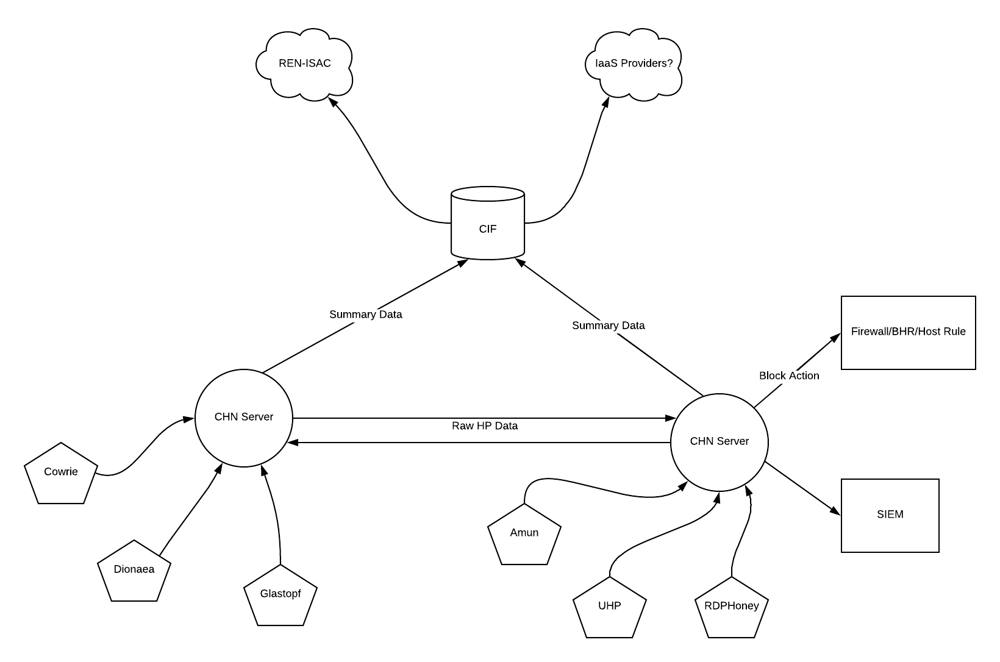 REN-ISAC
IaaS Providers?
CIF
Summary Data
Summary Data
Firewall/BHR/Host Rule
Block Action
CHN Server
Raw HP Data
CHN Server
Cowrie
SIEM
Amun
Dionaea
Glastopf
UHP
RDPHoney